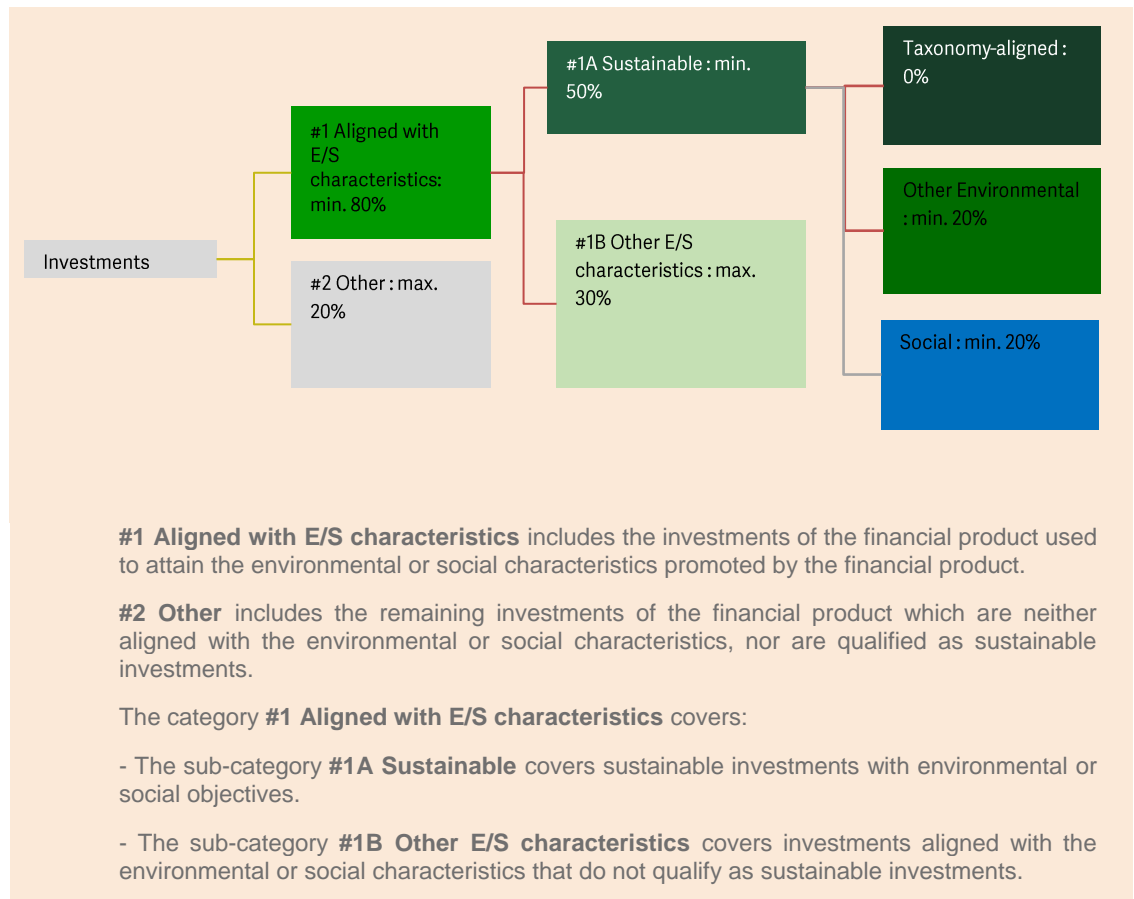 Investments
#1 Aligned with
E/S
characteristics:
min. 80%
#2 Other : max.
20%
#1A Sustainable : min.
50%
#1B Other E/S
characteristics : max.
30%
Taxonomy-aligned :
0%
Other Environmental
: min. 20%
Social : min. 20%
#1 Aligned with E/S characteristics includes the investments of the financial product used
to attain the environmental or social characteristics promoted by the financial product.
#2 Other includes the remaining investments of the financial product which are neither
aligned with the environmental or social characteristics, nor are qualified as sustainable
investments.
The category #1 Aligned with E/S characteristics covers:
- The sub-category #1A Sustainable covers sustainable investments with environmental or
social objectives.
- The sub-category #1B Other E/S characteristics covers investments aligned with the
environmental or social characteristics that do not qualify as sustainable investments.